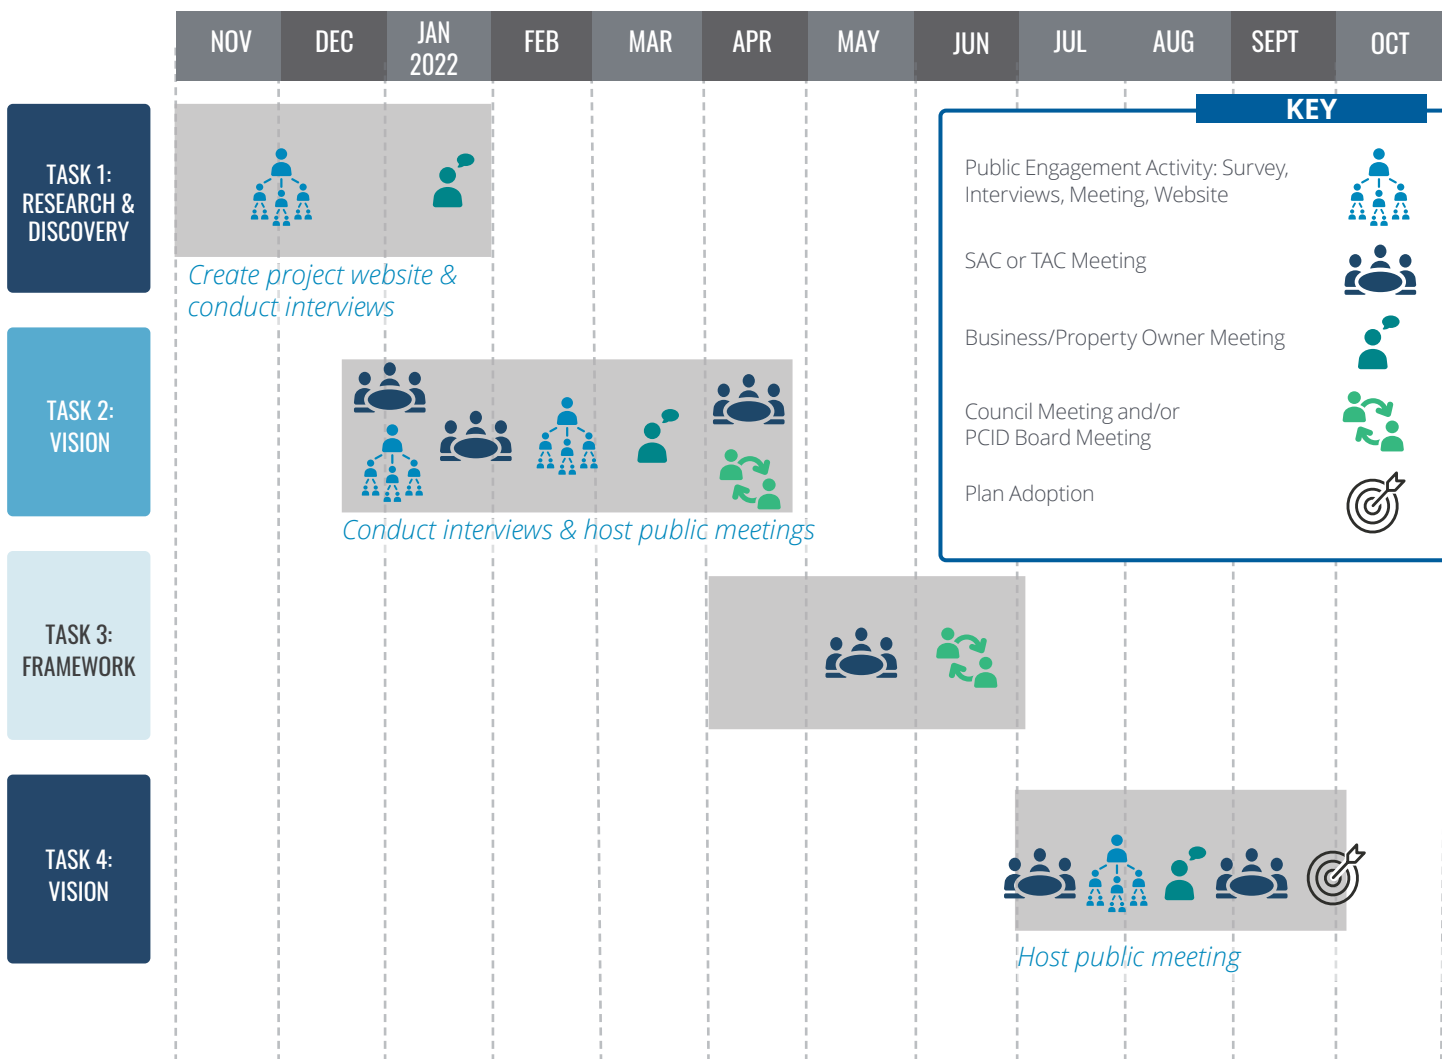 NOV
DEC
JAN
2022
FEB
MAR
APR
MAY
JUN
JUL
AUG
SEPT
OCT
KEY
Public Engagement Activity: Survey,
Interviews, Meeting, Website
SAC or TAC Meeting
Business/Property Owner Meeting
Council Meeting and/or
PCID Board Meeting
Plan Adoption
TASK 1:
RESEARCH &
DISCOVERY
Create project website &
conduct interviews
TASK 2:
VISION
Conduct interviews & host public meetings
TASK 3:
FRAMEWORK
TASK 4:
VISION
Host public meeting